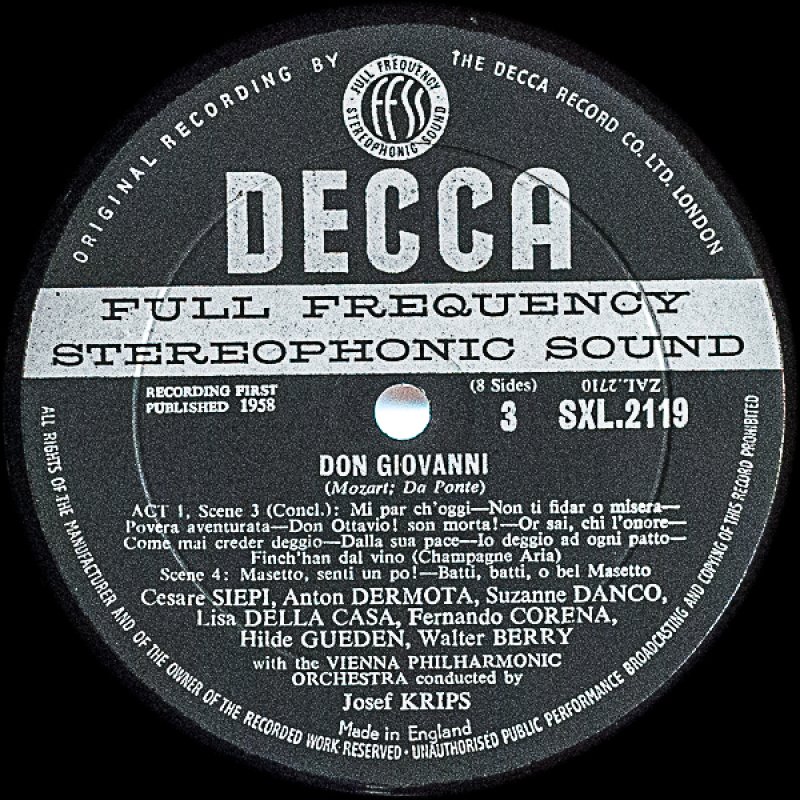 ORIGINAL RECORDING BY
THE DECCA RECORD CO. LTD. LONDON
FULL FREQUENCY
FFSS
STEREOPHONIC SOUND
DECCA
FULL FREQUENCY
STEREOPHONIC SOUND
RECORDING FIRST
PUBLISHED 1958
(8 Sides)
3
ZAL.2710
SXL.2119
DON GIOVANNI
(Mozart; Da Ponte)
ACT 1, Scene 3 (Concl.): Mi par ch'oggi—Non ti fidar o misera—
Povera aventurata—Don Ottavio! son morta!—Or sai, chi l'onore—
Come mai creder deggio—Dalla sua pace—Io deggio ad ogni patto—
Finch'han dal vino (Champagne Aria)
Scene 4: Masetto, senti un po!—Batti, batti, o bel Masetto
Cesare SIEPI, Anton DERMOTA, Suzanne DANCO,
Lisa DELLA CASA, Fernando CORENA,
Hilde GUEDEN, Walter BERRY
with the VIENNA PHILHARMONIC
ORCHESTRA conducted by
Josef KRIPS
Made in England
ALL RIGHTS OF THE MANUFACTURER AND OF THE OWNER OF THE RECORDED WORK RESERVED · UNAUTHORISED PUBLIC PERFORMANCE BROADCASTING AND COPYING OF THIS RECORD PROHIBITED